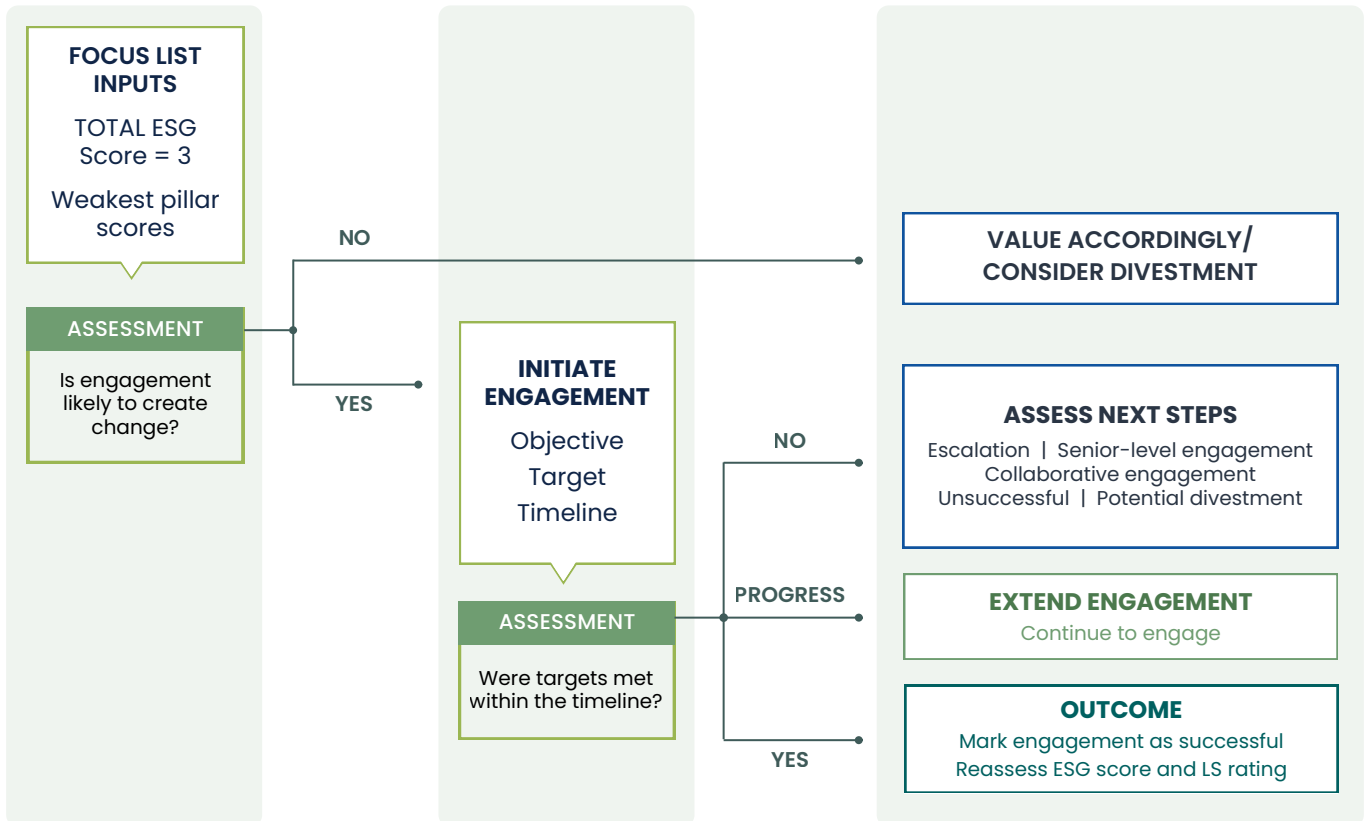 FOCUS LIST
INPUTS
TOTAL ESG
Score = 3
Weakest pillar
scores
ASSESSMENT
Is engagement
likely to create
change?
NO
YES
INITIATE
ENGAGEMENT
Objective
Target
Timeline
ASSESSMENT
Were targets met
within the timeline?
NO
PROGRESS
YES
VALUE ACCORDINGLY/
CONSIDER DIVESTMENT
ASSESS NEXT STEPS
Escalation | Senior-level engagement
Collaborative engagement
Unsuccessful | Potential divestment
EXTEND ENGAGEMENT
Continue to engage
OUTCOME
Mark engagement as successful
Reassess ESG score and LS rating